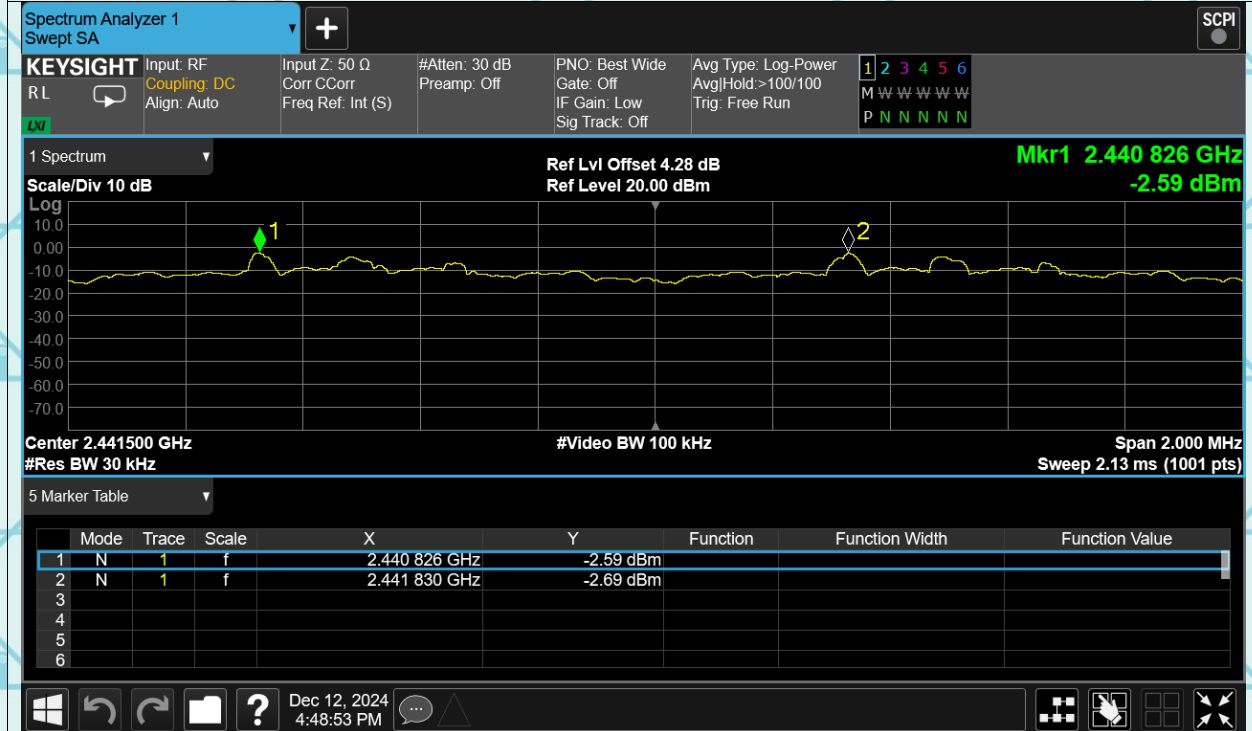 Spectrum Analyzer 1
Swept SA
SCPI
KEYSIGHT
RL
LXI
Input: RF
Coupling: DC
Align: Auto
Input Z: 50 Ω
Corr CCorr
Freq Ref: Int (S)
#Atten: 30 dB
Preamp: Off
PNO: Best Wide
Gate: Off
IF Gain: Low
Sig Track: Off
Avg Type: Log-Power
Avg|Hold:>100/100
Trig: Free Run
1 2 3 4 5 6
M W W W W W
P N N N N N
1 Spectrum
Scale/Div 10 dB
Ref Lvl Offset 4.28 dB
Ref Level 20.00 dBm
Mkr1 2.440 826 GHz
-2.59 dBm
Log
10.0
0.00
-10.0
-20.0
-30.0
-40.0
-50.0
-60.0
-70.0
1
2
Center 2.441500 GHz
#Res BW 30 kHz
#Video BW 100 kHz
Span 2.000 MHz
Sweep 2.13 ms (1001 pts)
5 Marker Table
Mode Trace Scale X Y Function Function Width Function Value
1 N 1 f 2.440 826 GHz -2.59 dBm
2 N 1 f 2.441 830 GHz -2.69 dBm
3
4
5
6
?
Dec 12, 2024
4:48:53 PM